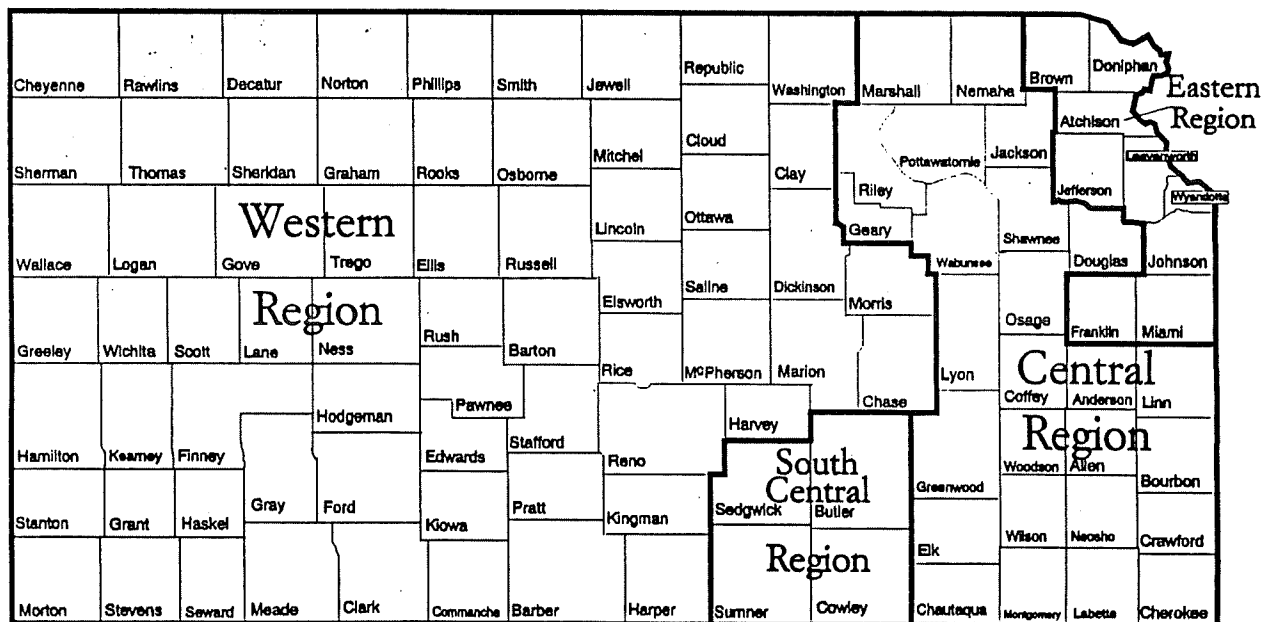 Cheyenne
Rawlins
Decatur
Norton
Phillips
Smith
Jewell
Republic
Washington
Marshall
Nemaha
Brown
Doniphan
Eastern
Region
Sherman
Thomas
Sheridan
Graham
Rooks
Osborne
Mitchel
Cloud
Clay
Riley
Pottawatomie
Jackson
Atchison
Jefferson
Leavenworth
Wyandotte
Western
Region
Wallace
Logan
Gove
Trego
Ellis
Russell
Lincoln
Ottawa
Geary
Wabunsee
Shawnee
Douglas
Johnson
Greeley
Wichita
Scott
Lane
Ness
Rush
Barton
Elsworth
Saline
Dickinson
Morris
Osage
Franklin
Miami
Rice
McPherson
Marion
Chase
Lyon
Central
Region
Coffey
Anderson
Linn
Hamilton
Kearney
Finney
Hodgeman
Pawnee
Edwards
Stafford
Reno
Harvey
South
Central
Region
Sedgwick
Butler
Greenwood
Woodson
Allen
Bourbon
Stanton
Grant
Haskel
Gray
Ford
Kiowa
Pratt
Kingman
Elk
Wilson
Neosho
Crawford
Morton
Stevens
Seward
Meade
Clark
Commanche
Barber
Harper
Sumner
Cowley
Chautaqua
Montgomery
Labette
Cherokee